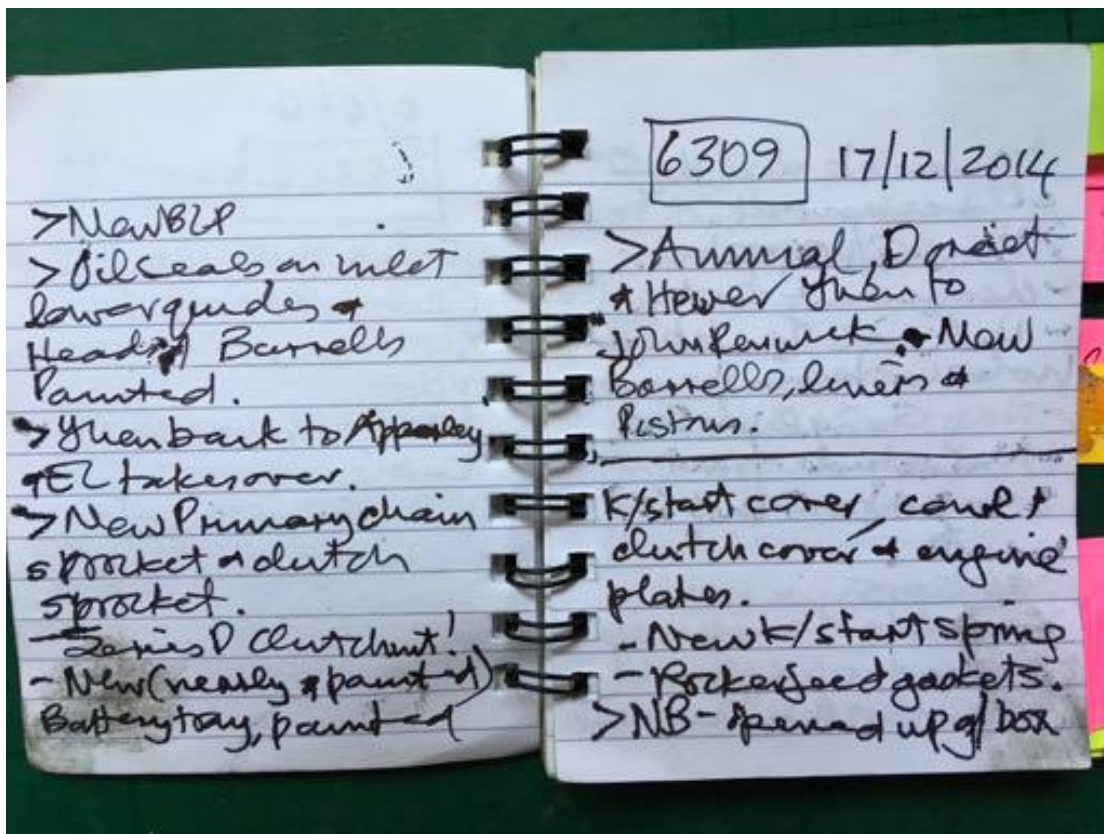 > New BLP
> Oil seals on inlet
lower guides &
Heads Barrells
Painted.
> Then back to Apperley
& EL takes over.
> New Primary chain
sprocket & clutch
sprocket.
- Series D Clutch nut!
- New (nearly & painted)
Battery tray, painted
6309 17/12/2014
> Annual, Dorset
& Hewer then to
John Renwick. New
Barrells, liners &
Pistons.
K/start cover, cowl,
clutch cover & engine
plates.
- New k/start spring
- Rocker feed gaskets.
> NB - opened up g/box